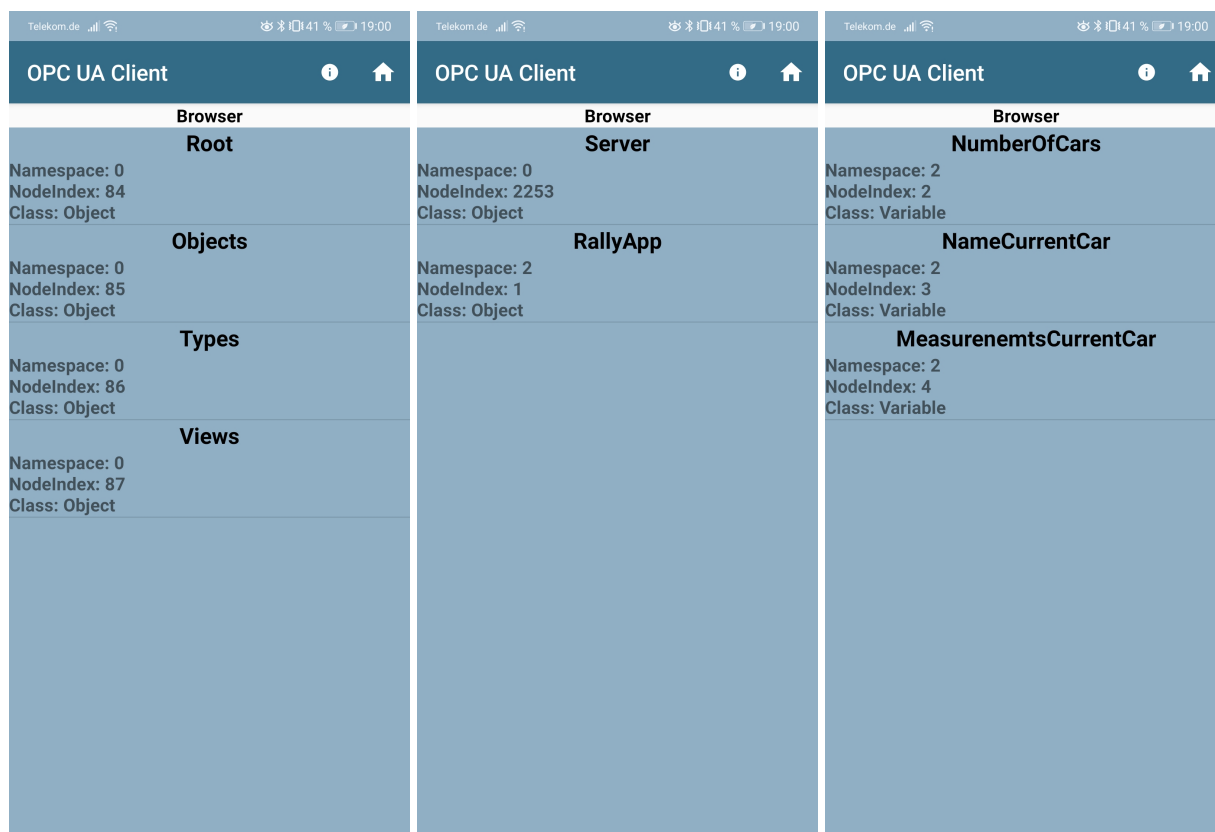 Telekom.de 41 % 19:00
OPC UA Client
Browser
Root
Namespace: 0
NodeIndex: 84
Class: Object
Objects
Namespace: 0
NodeIndex: 85
Class: Object
Types
Namespace: 0
NodeIndex: 86
Class: Object
Views
Namespace: 0
NodeIndex: 87
Class: Object
Telekom.de 41 % 19:00
OPC UA Client
Browser
Server
Namespace: 0
NodeIndex: 2253
Class: Object
RallyApp
Namespace: 2
NodeIndex: 1
Class: Object
Telekom.de 41 % 19:00
OPC UA Client
Browser
NumberOfCars
Namespace: 2
NodeIndex: 2
Class: Variable
NameCurrentCar
Namespace: 2
NodeIndex: 3
Class: Variable
MeasurenemtsCurrentCar
Namespace: 2
NodeIndex: 4
Class: Variable